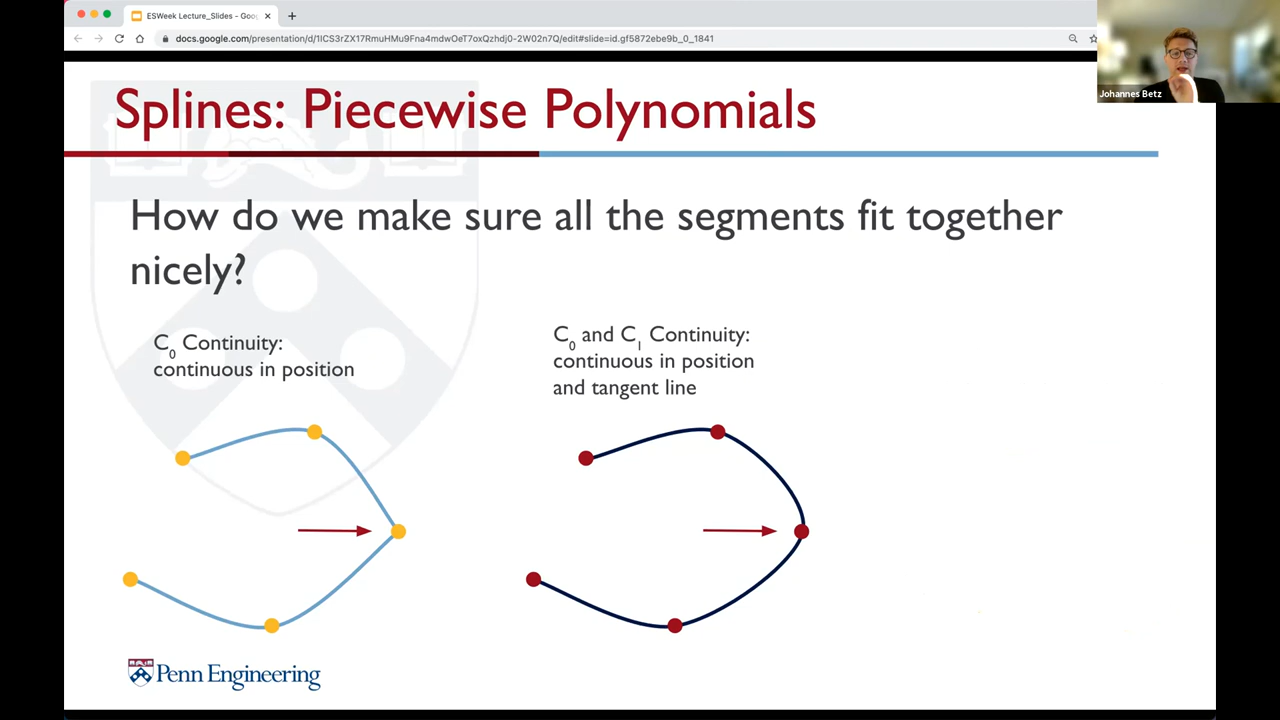 ESWeek Lecture_Slides - Goo
docs.google.com/presentation/d/1ICS3rZX17RmuHMu9Fna4mdwOeT7oxQzhdj0-2W02n7Q/edit#slide=id.gf5872ebe9b_0_1841
Johannes Betz
Splines: Piecewise Polynomials
How do we make sure all the segments fit together
nicely?
C0 Continuity:
continuous in position
C0 and C1 Continuity:
continuous in position
and tangent line
Penn Engineering